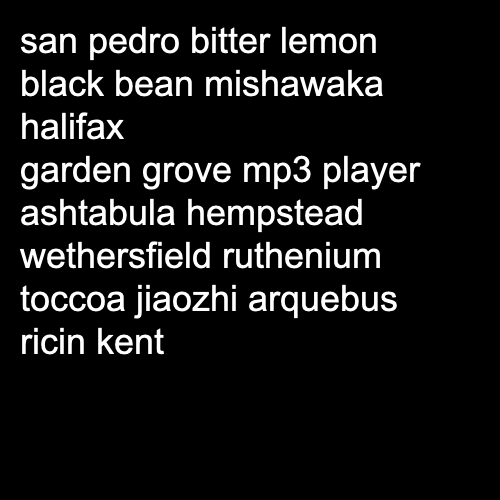 san pedro bitter lemon
black bean mishawaka
halifax
garden grove mp3 player
ashtabula hempstead
wethersfield ruthenium
toccoa jiaozhi arquebus
ricin kent